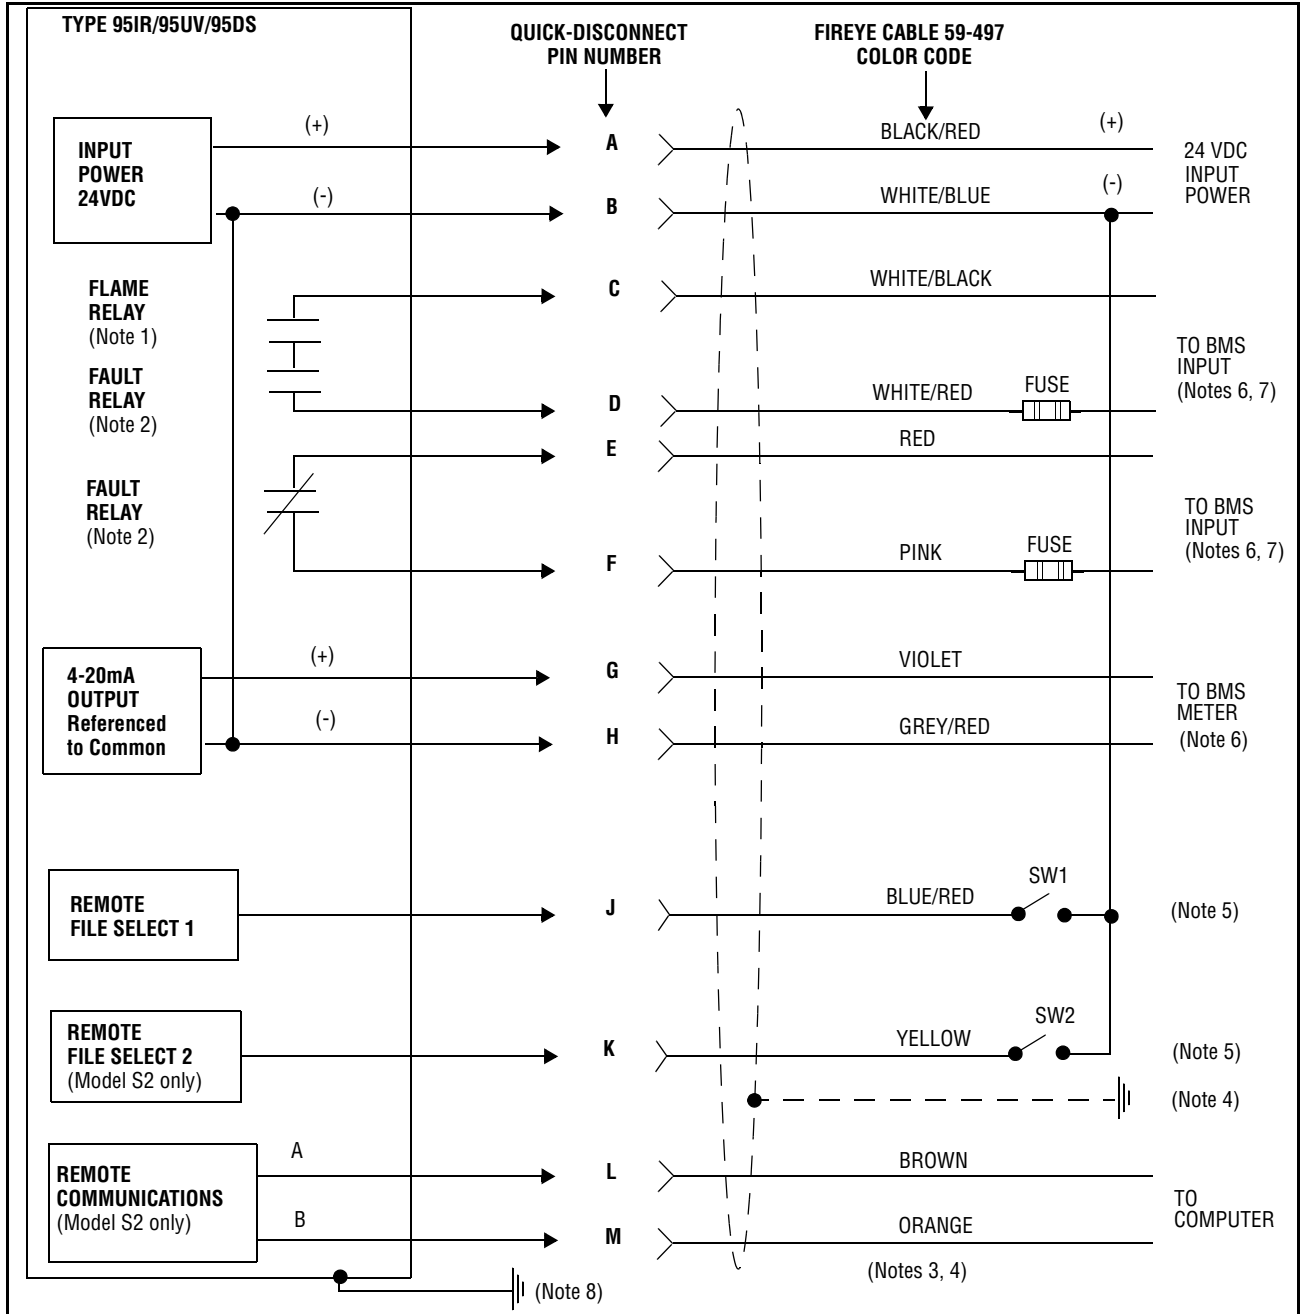 TYPE 95IR/95UV/95DS
QUICK-DISCONNECT
PIN NUMBER
FIREYE CABLE 59-497
COLOR CODE
INPUT
POWER
24VDC
(+)
A
BLACK/RED
(+)
24 VDC
INPUT
POWER
(-)
B
WHITE/BLUE
(-)
FLAME
RELAY
(Note 1)
C
WHITE/BLACK
FAULT
RELAY
(Note 2)
D
WHITE/RED
FUSE
TO BMS
INPUT
(Notes 6, 7)
E
RED
FAULT
RELAY
(Note 2)
F
PINK
FUSE
TO BMS
INPUT
(Notes 6, 7)
4-20mA
OUTPUT
Referenced
to Common
(+)
G
VIOLET
(-)
H
GREY/RED
TO BMS
METER
(Note 6)
REMOTE
FILE SELECT 1
J
BLUE/RED
SW1
(Note 5)
REMOTE
FILE SELECT 2
(Model S2 only)
K
YELLOW
SW2
(Note 5)
(Note 4)
REMOTE
COMMUNICATIONS
(Model S2 only)
A
L
BROWN
B
M
ORANGE
TO
COMPUTER
(Notes 3, 4)
(Note 8)